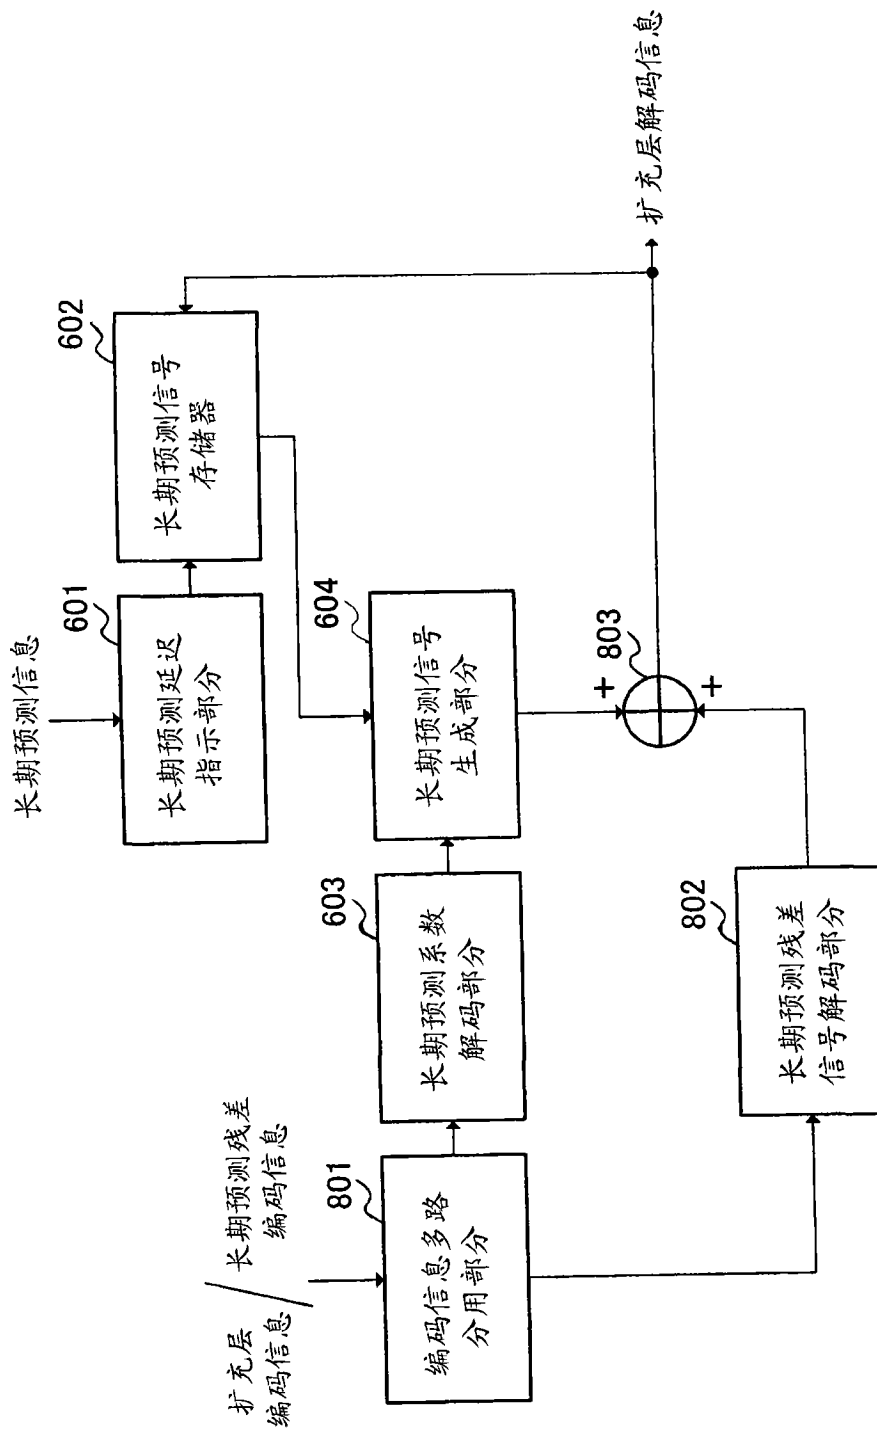 长期预测信息
601
长期预测延迟
指示部分
602
长期预测信号
存储器
扩充层
编码信息
/
长期预测残差
编码信息
801
编码信息多路
分用部分
603
长期预测系数
解码部分
604
长期预测信号
生成部分
+
803
+
扩充层解码信息
802
长期预测残差
信号解码部分